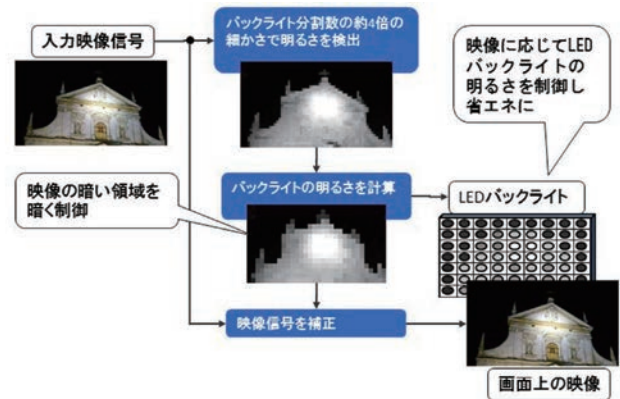 入力映像信号
バックライト分割数の約4倍の
細かさで明るさを検出
映像に応じてLED
バックライトの
明るさを制御し
省エネに
映像の暗い領域を
暗く制御
バックライトの明るさを計算
LEDバックライト
映像信号を補正
画面上の映像